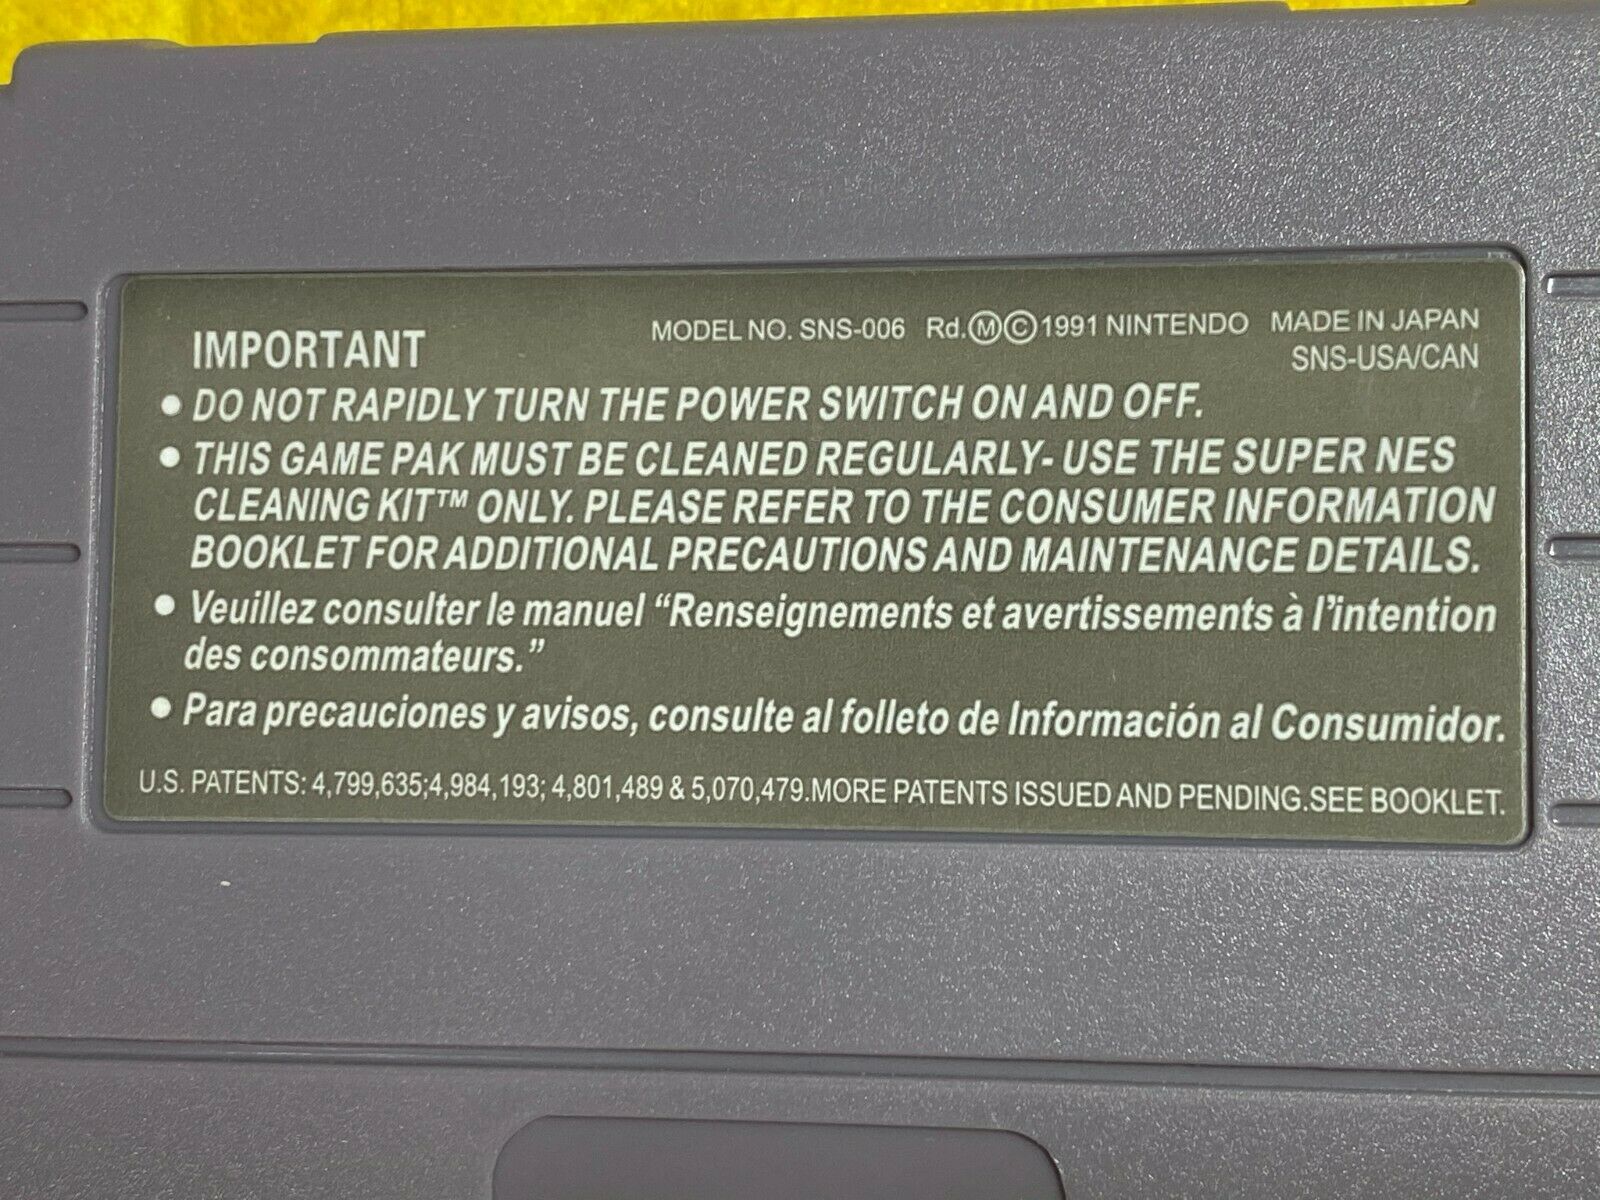 IMPORTANT
MODEL NO. SNS-006 Rd.ⓂⒸ1991 NINTENDO MADE IN JAPAN
SNS-USA/CAN
● DO NOT RAPIDLY TURN THE POWER SWITCH ON AND OFF.
● THIS GAME PAK MUST BE CLEANED REGULARLY- USE THE SUPER NES
CLEANING KIT™ ONLY. PLEASE REFER TO THE CONSUMER INFORMATION
BOOKLET FOR ADDITIONAL PRECAUTIONS AND MAINTENANCE DETAILS.
● Veuillez consulter le manuel “Renseignements et avertissements à l’intention
des consommateurs.”
● Para precauciones y avisos, consulte al folleto de Información al Consumidor.
U.S. PATENTS: 4,799,635;4,984,193; 4,801,489 & 5,070,479.MORE PATENTS ISSUED AND PENDING.SEE BOOKLET.